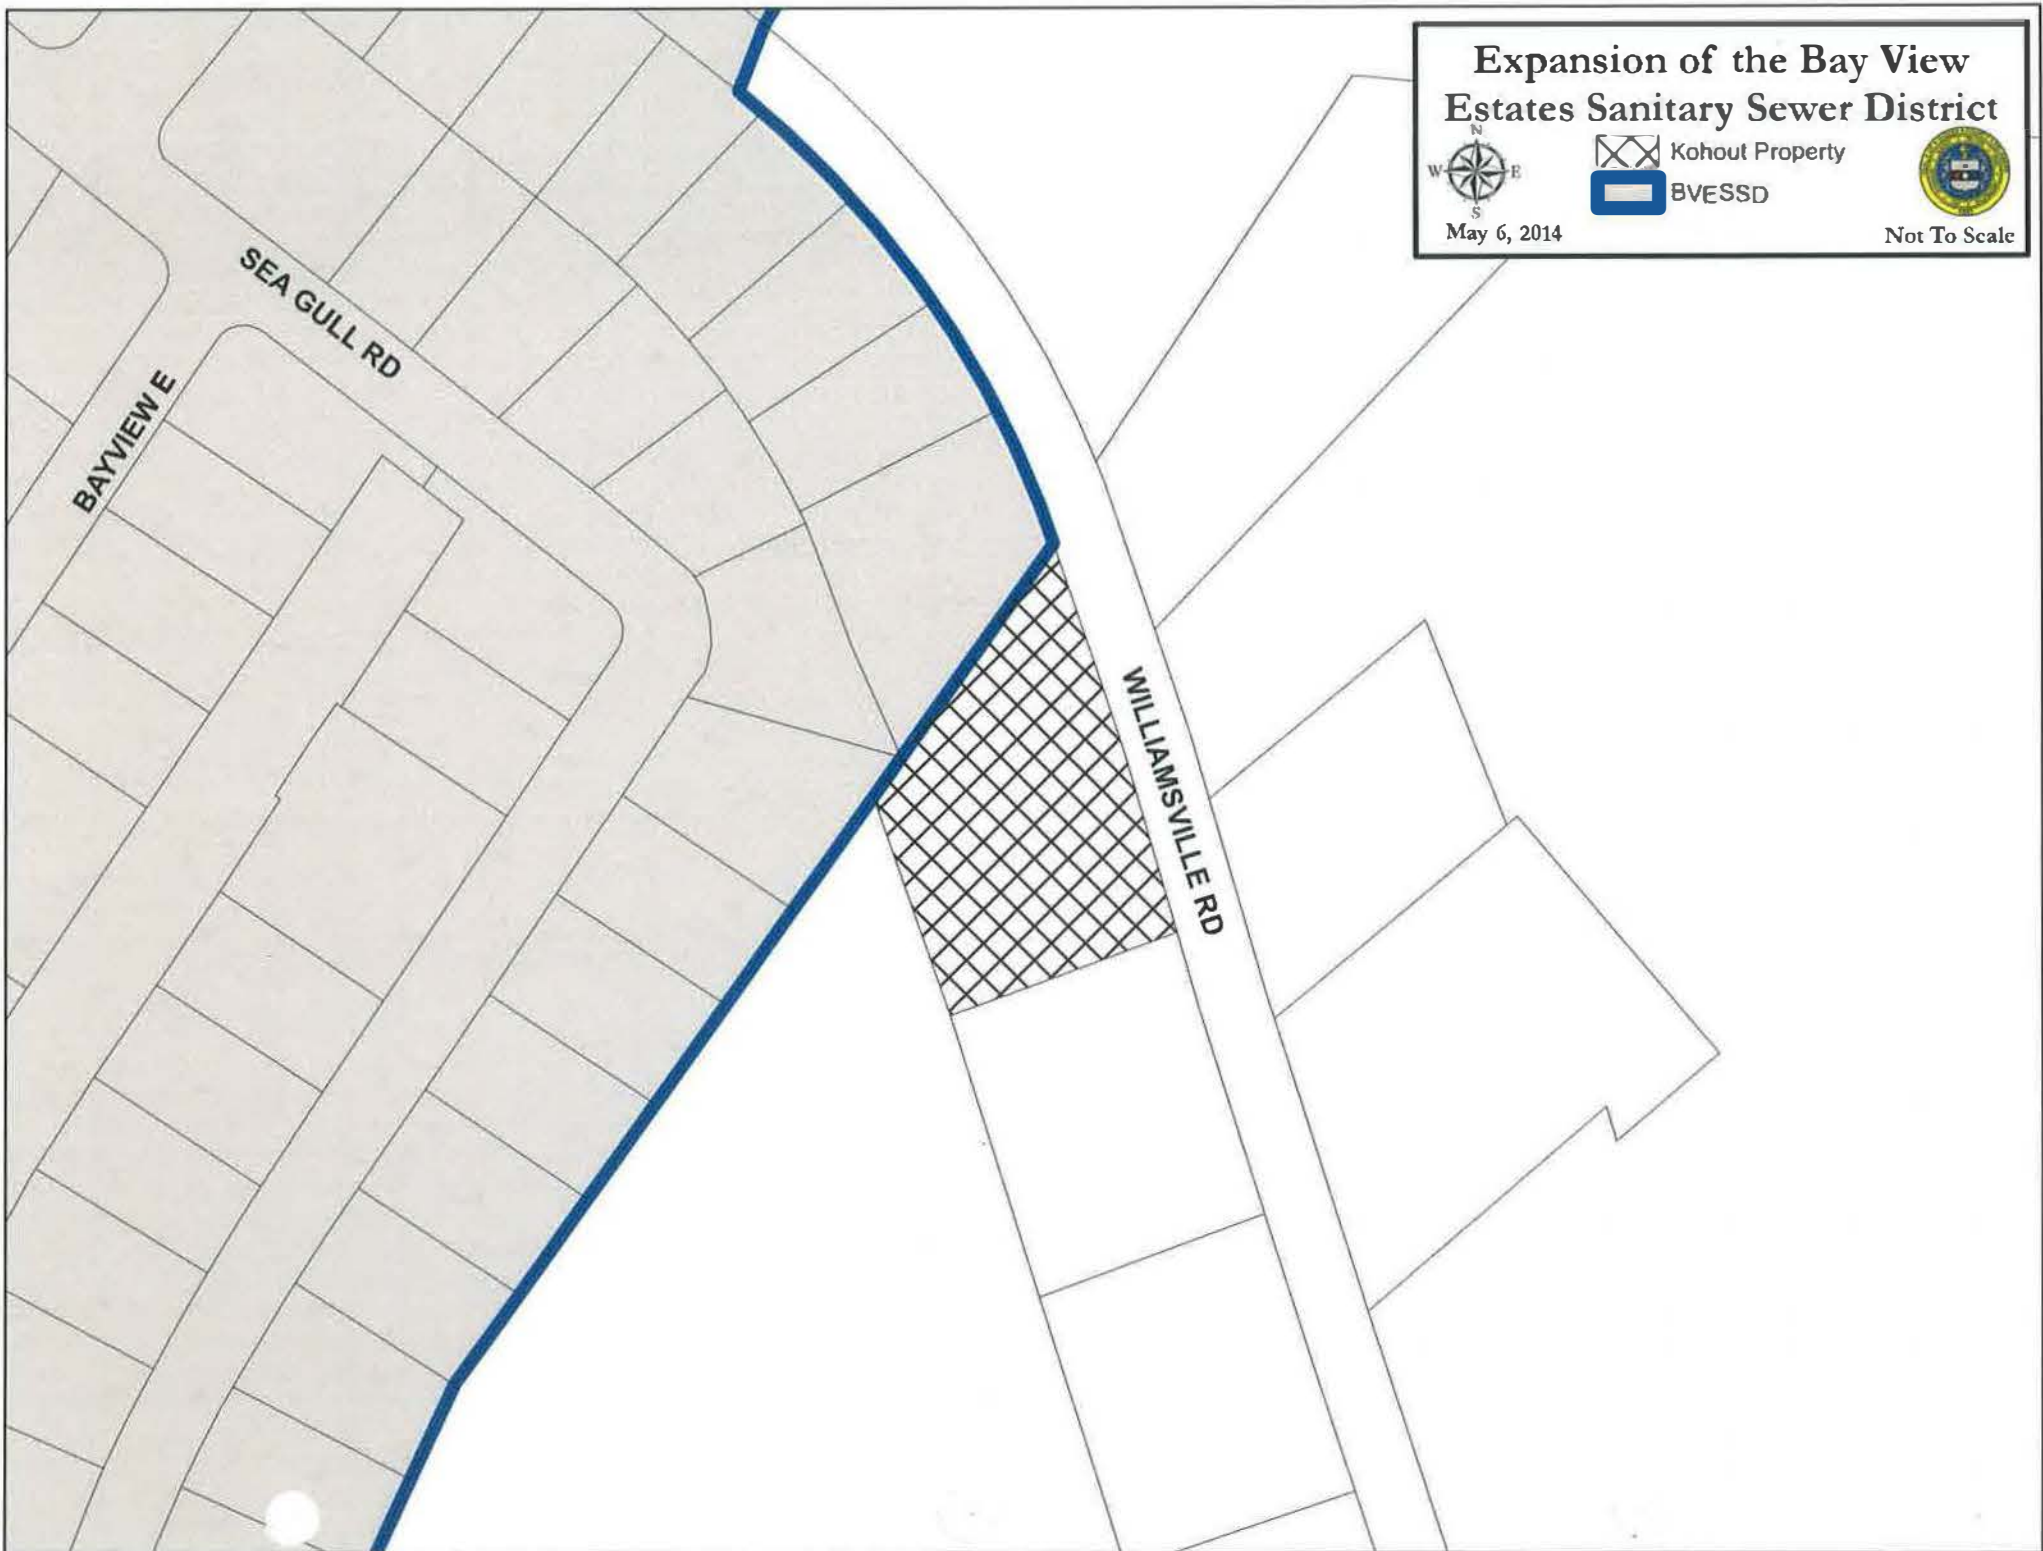 Expansion of the Bay View
Estates Sanitary Sewer District
N
W E
S
Kohout Property
BVESSD
May 6, 2014
Not To Scale
SEA GULL RD
BAYVIEW E
WILLIAMSVILLE RD